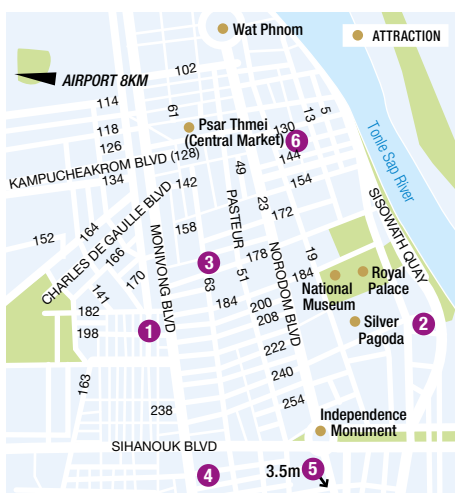 Wat Phnom
ATTRACTION
AIRPORT 8KM
102
114
61
13
5
118
Psar Thmei
(Central Market)
130
6
126
144
KAMPUCHEAKROM BLVD (128)
Tonle Sap River
134
142
49
154
SISOWATH QUAY
CHARLES DE GAULLE BLVD
PASTEUR
23
172
164
158
152
166
MONIVONG BLVD
NORODOM BLVD
178
19
3
170
51
184
National
Museum
Royal
Palace
141
63
184
200
182
208
Silver
Pagoda
2
198
1
222
240
163
254
238
Independence
Monument
SIHANOUK BLVD
4
3.5m
5